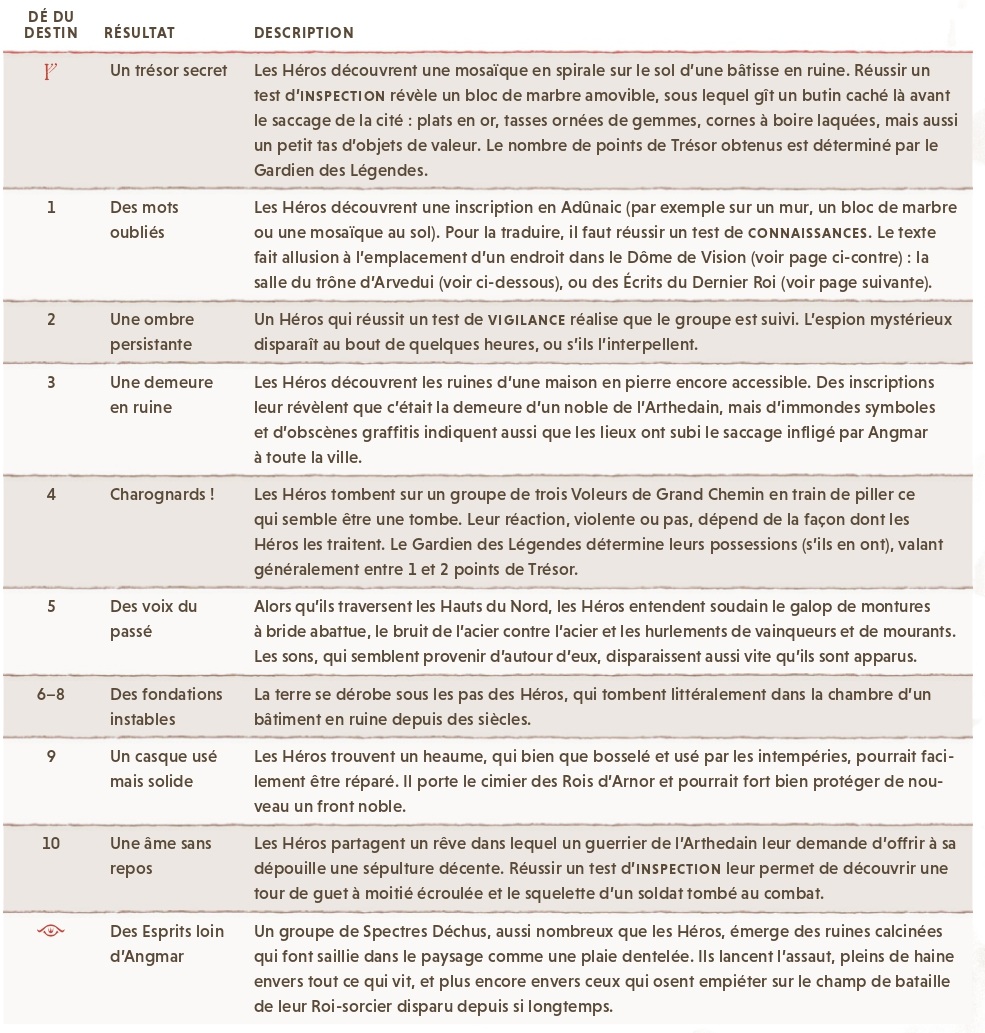 DÉ DU
DESTIN RÉSULTAT DESCRIPTION
Un trésor secret Les Héros découvrent une mosaïque en spirale sur le sol d'une bâtisse en ruine. Réussir un
test d'INSPECTION révèle un bloc de marbre amovible, sous lequel gît un butin caché là avant
le saccage de la cité : plats en or, tasses ornées de gemmes, cornes à boire laquées, mais aussi
un petit tas d'objets de valeur. Le nombre de points de Trésor obtenus est déterminé par le
Gardien des Légendes.
1 Des mots Les Héros découvrent une inscription en Adûnaic (par exemple sur un mur, un bloc de marbre
oubliés ou une mosaïque au sol). Pour la traduire, il faut réussir un test de CONNAISSANCES. Le texte
fait allusion à l'emplacement d'un endroit dans le Dôme de Vision (voir page ci-contre) : la
salle du trône d'Arvedui (voir ci-dessous), ou des Écrits du Dernier Roi (voir page suivante).
2 Une ombre Un Héros qui réussit un test de VIGILANCE réalise que le groupe est suivi. L'espion mystérieux
persistante disparaît au bout de quelques heures, ou s'ils l'interpellent.
3 Une demeure Les Héros découvrent les ruines d'une maison en pierre encore accessible. Des inscriptions
en ruine leur révèlent que c'était la demeure d'un noble de l'Arthedain, mais d'immondes symboles
et d'obscènes graffitis indiquent aussi que les lieux ont subi le saccage infligé par Angmar
à toute la ville.
4 Charognards ! Les Héros tombent sur un groupe de trois Voleurs de Grand Chemin en train de piller ce
qui semble être une tombe. Leur réaction, violente ou pas, dépend de la façon dont les
Héros les traitent. Le Gardien des Légendes détermine leurs possessions (s'ils en ont), valant
généralement entre 1 et 2 points de Trésor.
5 Des voix du Alors qu'ils traversent les Hauts du Nord, les Héros entendent soudain le galop de montures
passé à bride abattue, le bruit de l'acier contre l'acier et les hurlements de vainqueurs et de mourants.
Les sons, qui semblent provenir d'autour d'eux, disparaissent aussi vite qu'ils sont apparus.
6–8 Des fondations La terre se dérobe sous les pas des Héros, qui tombent littéralement dans la chambre d'un
instables bâtiment en ruine depuis des siècles.
9 Un casque usé Les Héros trouvent un heaume, qui bien que bosselé et usé par les intempéries, pourrait faci-
mais solide lement être réparé. Il porte le cimier des Rois d'Arnor et pourrait fort bien protéger de nou-
veau un front noble.
10 Une âme sans Les Héros partagent un rêve dans lequel un guerrier de l'Arthedain leur demande d'offrir à sa
repos dépouille une sépulture décente. Réussir un test d'INSPECTION leur permet de découvrir une
tour de guet à moitié écroulée et le squelette d'un soldat tombé au combat.
Des Esprits loin Un groupe de Spectres Déchus, aussi nombreux que les Héros, émerge des ruines calcinées
d'Angmar qui font saillie dans le paysage comme une plaie dentelée. Ils lancent l'assaut, pleins de haine
envers tout ce qui vit, et plus encore envers ceux qui osent empiéter sur le champ de bataille
de leur Roi-sorcier disparu depuis si longtemps.